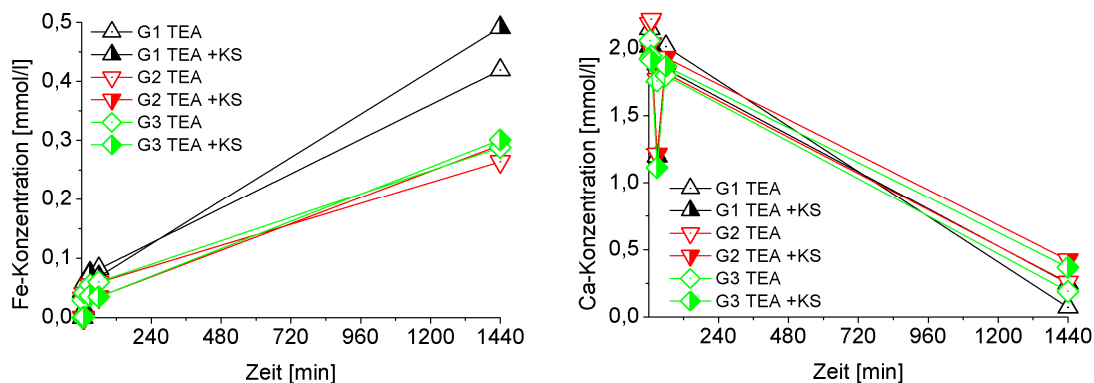 Fe-Konzentration [mmol/l]
0,5
0,4
0,3
0,2
0,1
0,0
G1 TEA
G1 TEA +KS
G2 TEA
G2 TEA +KS
G3 TEA
G3 TEA +KS
240 480 720 960 1200 1440
Zeit [min]
Ca-Konzentration [mmol/l]
2,0
1,5
1,0
0,5
0,0
G1 TEA
G1 TEA +KS
G2 TEA
G2 TEA +KS
G3 TEA
G3 TEA +KS
240 480 720 960 1200 1440
Zeit [min]